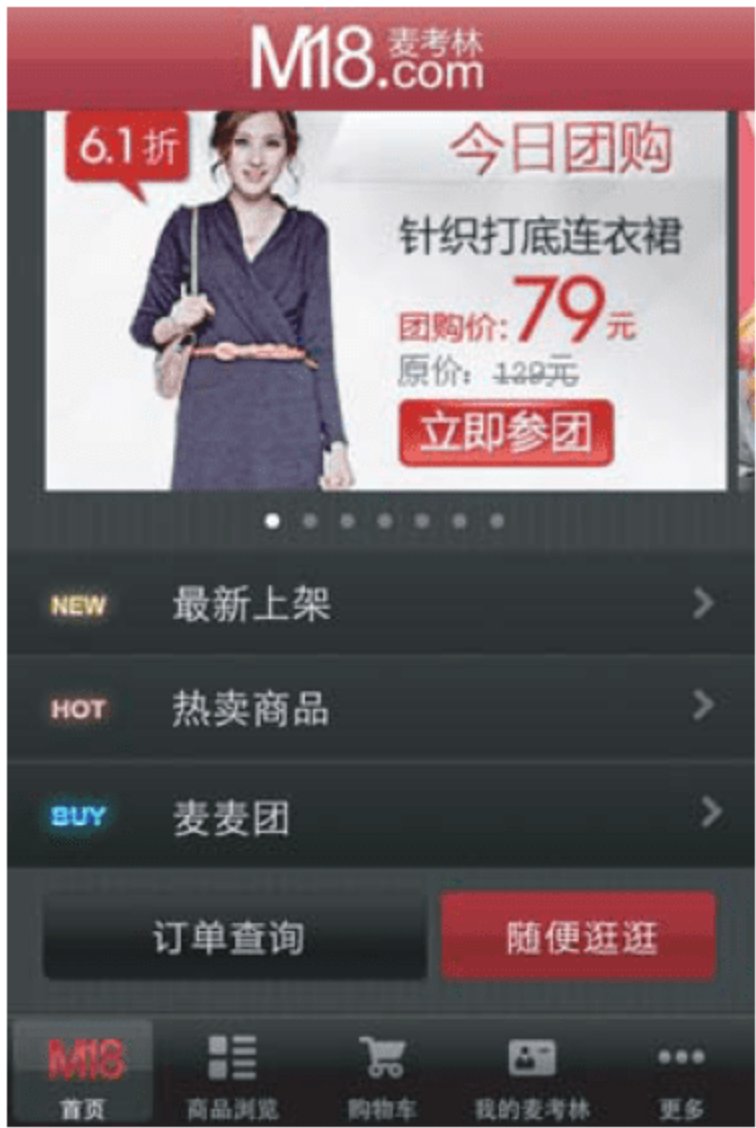 M18.com 麦考林
6.1折
今日团购
针织打底连衣裙
团购价:79元
原价:129元
立即参团
NEW 最新上架
HOT 热卖商品
BUY 麦麦团
订单查询 随便逛逛
M18
首页 商品浏览 购物车 我的麦考林 更多